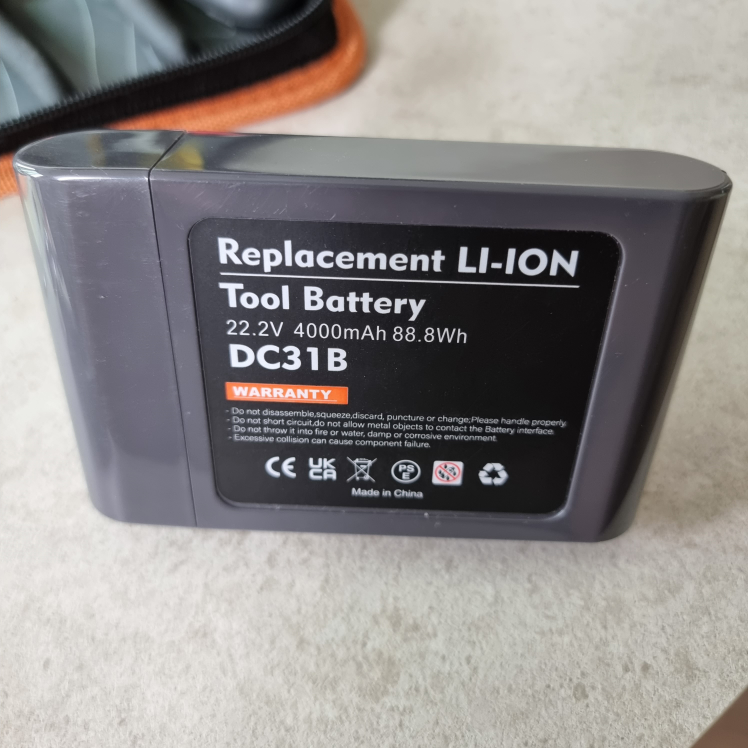 Replacement LI-ION
Tool Battery
22.2V 4000mAh 88.8Wh
DC31B
WARRANTY
- Do not disassemble,squeeze,discard, puncture or change;Please handle properly.
- Do not short circuit,do not allow metal objects to contact the Battery interface.
- Do not throw it into fire or water, damp or corrosive environment.
- Excessive collision can cause component failure.
CE UK CA PS E
Made in China